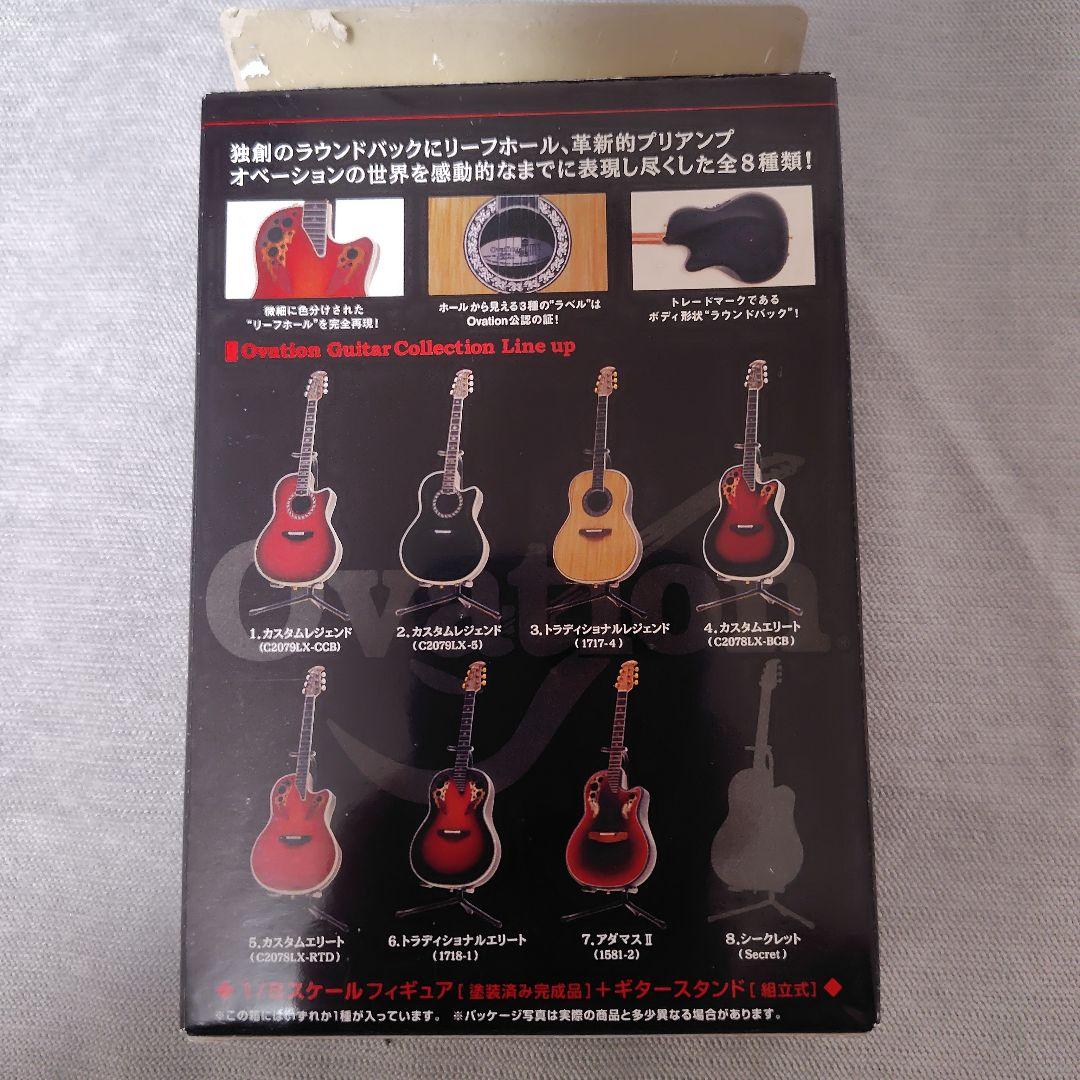 独創のラウンドバックにリーフホール、革新的プリアンプ
オベーションの世界を感動的なまでに表現し尽くした全8種類!
微細に色分けされた
"リーフホール"を完全再現!
Ovation
ホールから見える3種の"ラベル"は
Ovation公認の証!
トレードマークである
ボディ形状"ラウンドバック"!
Ovation Guitar Collection Line up
Ovation®
1.カスタムレジェンド
(C2079LX-CCB)
2.カスタムレジェンド
(C2079LX-5)
3.トラディショナルレジェンド
(1717-4)
4.カスタムエリート
(C2078LX-BCB)
5.カスタムエリート
(C2078LX-RTD)
6.トラディショナルエリート
(1718-1)
7.アダマスⅡ
(1581-2)
8.シークレット
(Secret)
◆1/8スケールフィギュア[塗装済み完成品]+ギタースタンド[組立式]◆
※この箱にはいずれか1種が入っています。 ※パッケージ写真は実際の商品と多少異なる場合があります。